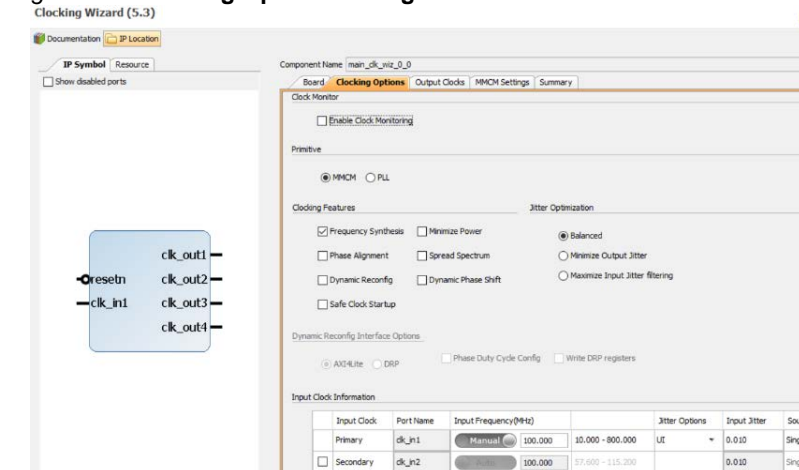 Clocking Wizard (5.3)
Documentation IP Location
IP Symbol Resource
Show disabled ports
resetn
clk_in1
clk_out1
clk_out2
clk_out3
clk_out4
Component Name main_clk_wiz_0_0
Board Clocking Options Output Clocks MMCM Settings Summary
Clock Monitor
Enable Clock Monitoring
Primitive
MMCM PLL
Clocking Features Jitter Optimization
Frequency Synthesis Minimize Power Balanced
Phase Alignment Spread Spectrum Minimize Output Jitter
Dynamic Reconfig Dynamic Phase Shift Maximize Input Jitter filtering
Safe Clock Startup
Dynamic Reconfig Interface Options
AXI4Lite DRP Phase Duty Cycle Config Write DRP registers
Input Clock Information
Input Clock Port Name Input Frequency(MHz) Jitter Options Input Jitter
Primary clk_in1 Manual 100.000 10.000 - 800.000 UI 0.010
Secondary clk_in2 Auto 100.000 57.600 - 115.200 0.010